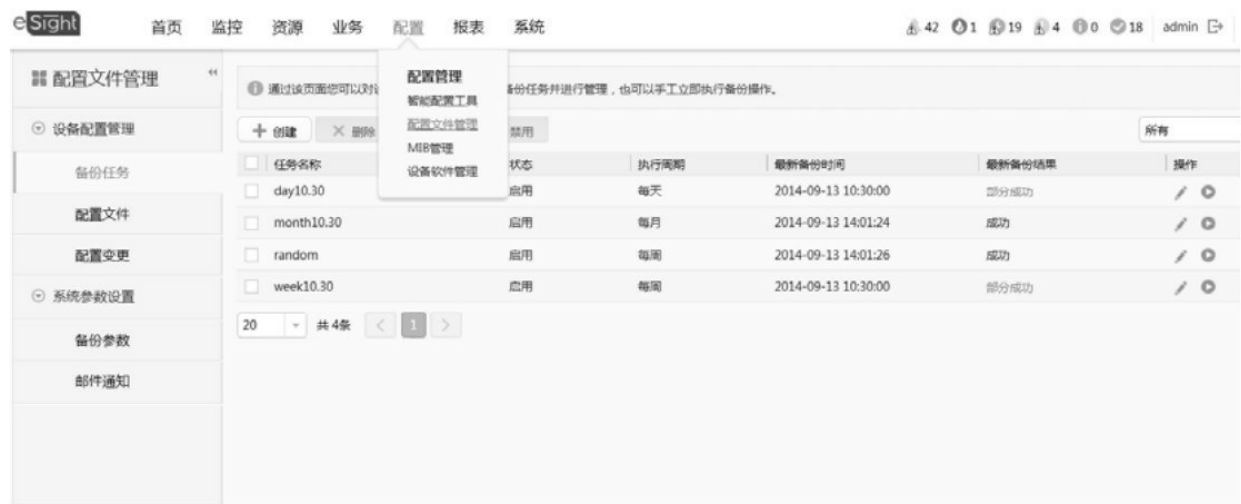 eSight 首页 监控 资源 业务 配置 报表 系统 42 1 19 4 0 18 admin
配置文件管理
通过该页面您可以对设 备份任务并进行管理，也可以手工立即执行备份操作。
配置管理
智能配置工具
配置文件管理
MIB管理
设备软件管理
设备配置管理
备份任务
配置文件
配置变更
系统参数设置
备份参数
邮件通知
创建 删除 禁用 所有
任务名称 状态 执行周期 最新备份时间 最新备份结果 操作
day10.30 启用 每天 2014-09-13 10:30:00 部分成功
month10.30 启用 每月 2014-09-13 14:01:24 成功
random 启用 每周 2014-09-13 14:01:26 成功
week10.30 启用 每周 2014-09-13 10:30:00 部分成功
20 共 4条 1